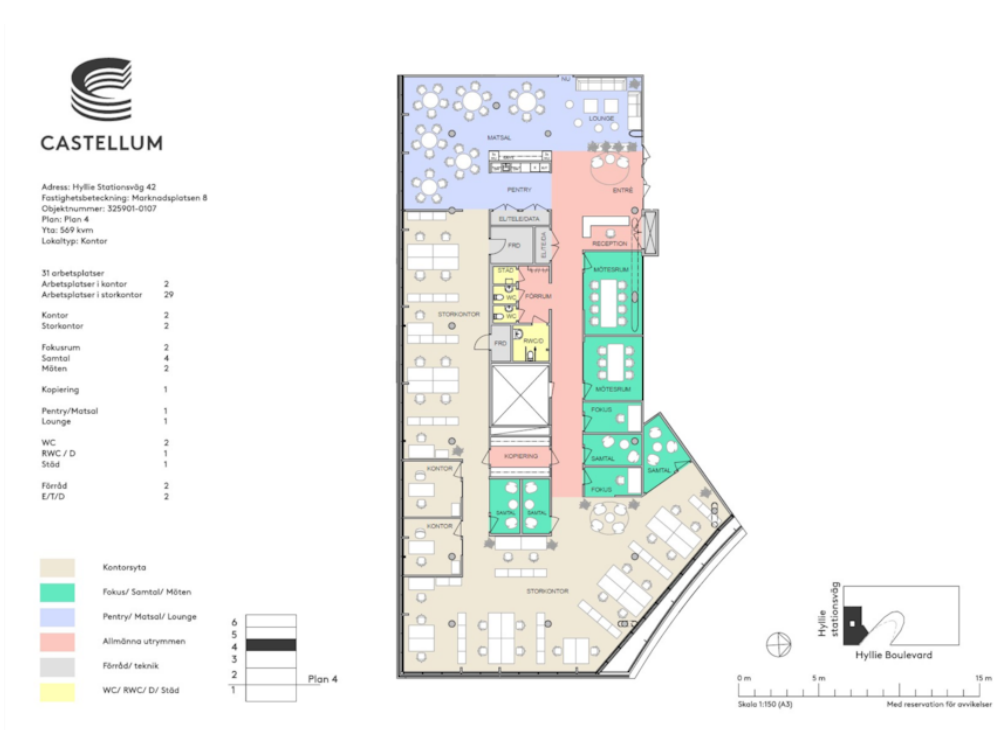 CASTELLUM
Adress: Hyllie Stationsväg 42
Fastighetsbeteckning: Marknadsplatsen 8
Objektnummer: 325901-0107
Plan: Plan 4
Yta: 569 kvm
Lokaltyp: Kontor
31 arbetsplatser
Arbetsplatser i kontor 2
Arbetsplatser i storkontor 29
Kontor 2
Storkontor 2
Fokusrum 2
Samtal 4
Möten 2
Kopiering 1
Pentry/Matsal 1
Lounge 1
WC 2
RWC / D 1
Städ 1
Förråd 2
E/T/D 2
Kontorsyta
Fokus/ Samtal/ Möten
Pentry/ Matsal/ Lounge
Allmänna utrymmen
Förråd/ teknik
WC/ RWC/ D/ Städ
6
5
4
3
2
1
Plan 4
NU
LOUNGE
MATSAL
PENTRY
ENTRÉ
EL/TELE/DATA
RECEPTION
FRD
MÖTESRUM
STÄD
WC
FÖRRUM
WC
STORKONTOR
FRD
RWC/D
MÖTESRUM
FOKUS
SAMTAL
KOPIERING
SAMTAL
KONTOR
FOKUS
SAMTAL
SAMTAL
KONTOR
STORKONTOR
Hyllie
stationsväg
Hyllie Boulevard
0 m 5 m 15 m
Skala 1:150 (A3)
Med reservation för avvikelser